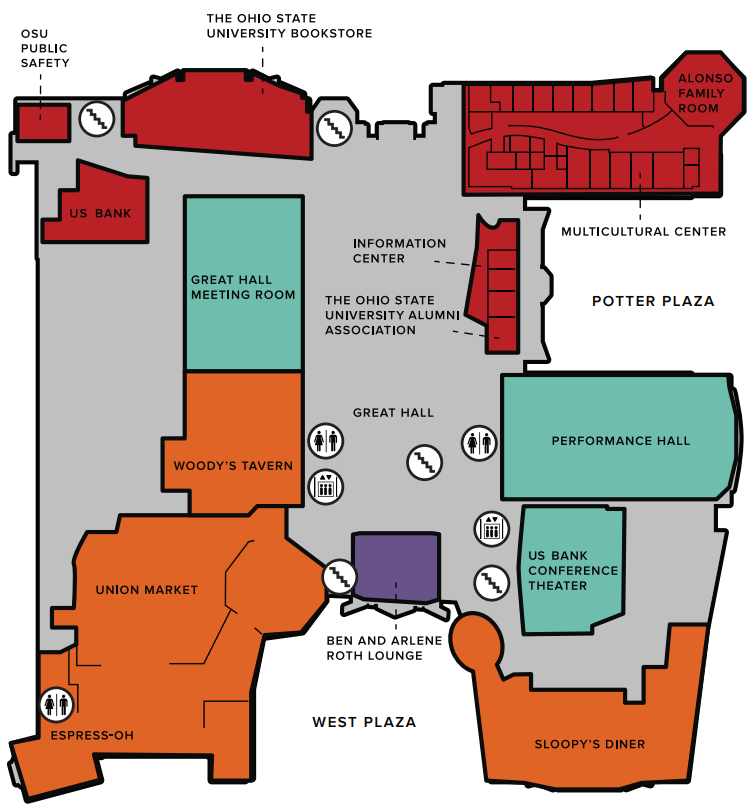 THE OHIO STATE
UNIVERSITY BOOKSTORE
OSU
PUBLIC
SAFETY
ALONSO
FAMILY
ROOM
US BANK
MULTICULTURAL CENTER
INFORMATION
CENTER
GREAT HALL
MEETING ROOM
THE OHIO STATE
UNIVERSITY ALUMNI
ASSOCIATION
POTTER PLAZA
GREAT HALL
PERFORMANCE HALL
WOODY'S TAVERN
US BANK
CONFERENCE
THEATER
UNION MARKET
BEN AND ARLENE
ROTH LOUNGE
WEST PLAZA
ESPRESS-OH
SLOOPY'S DINER